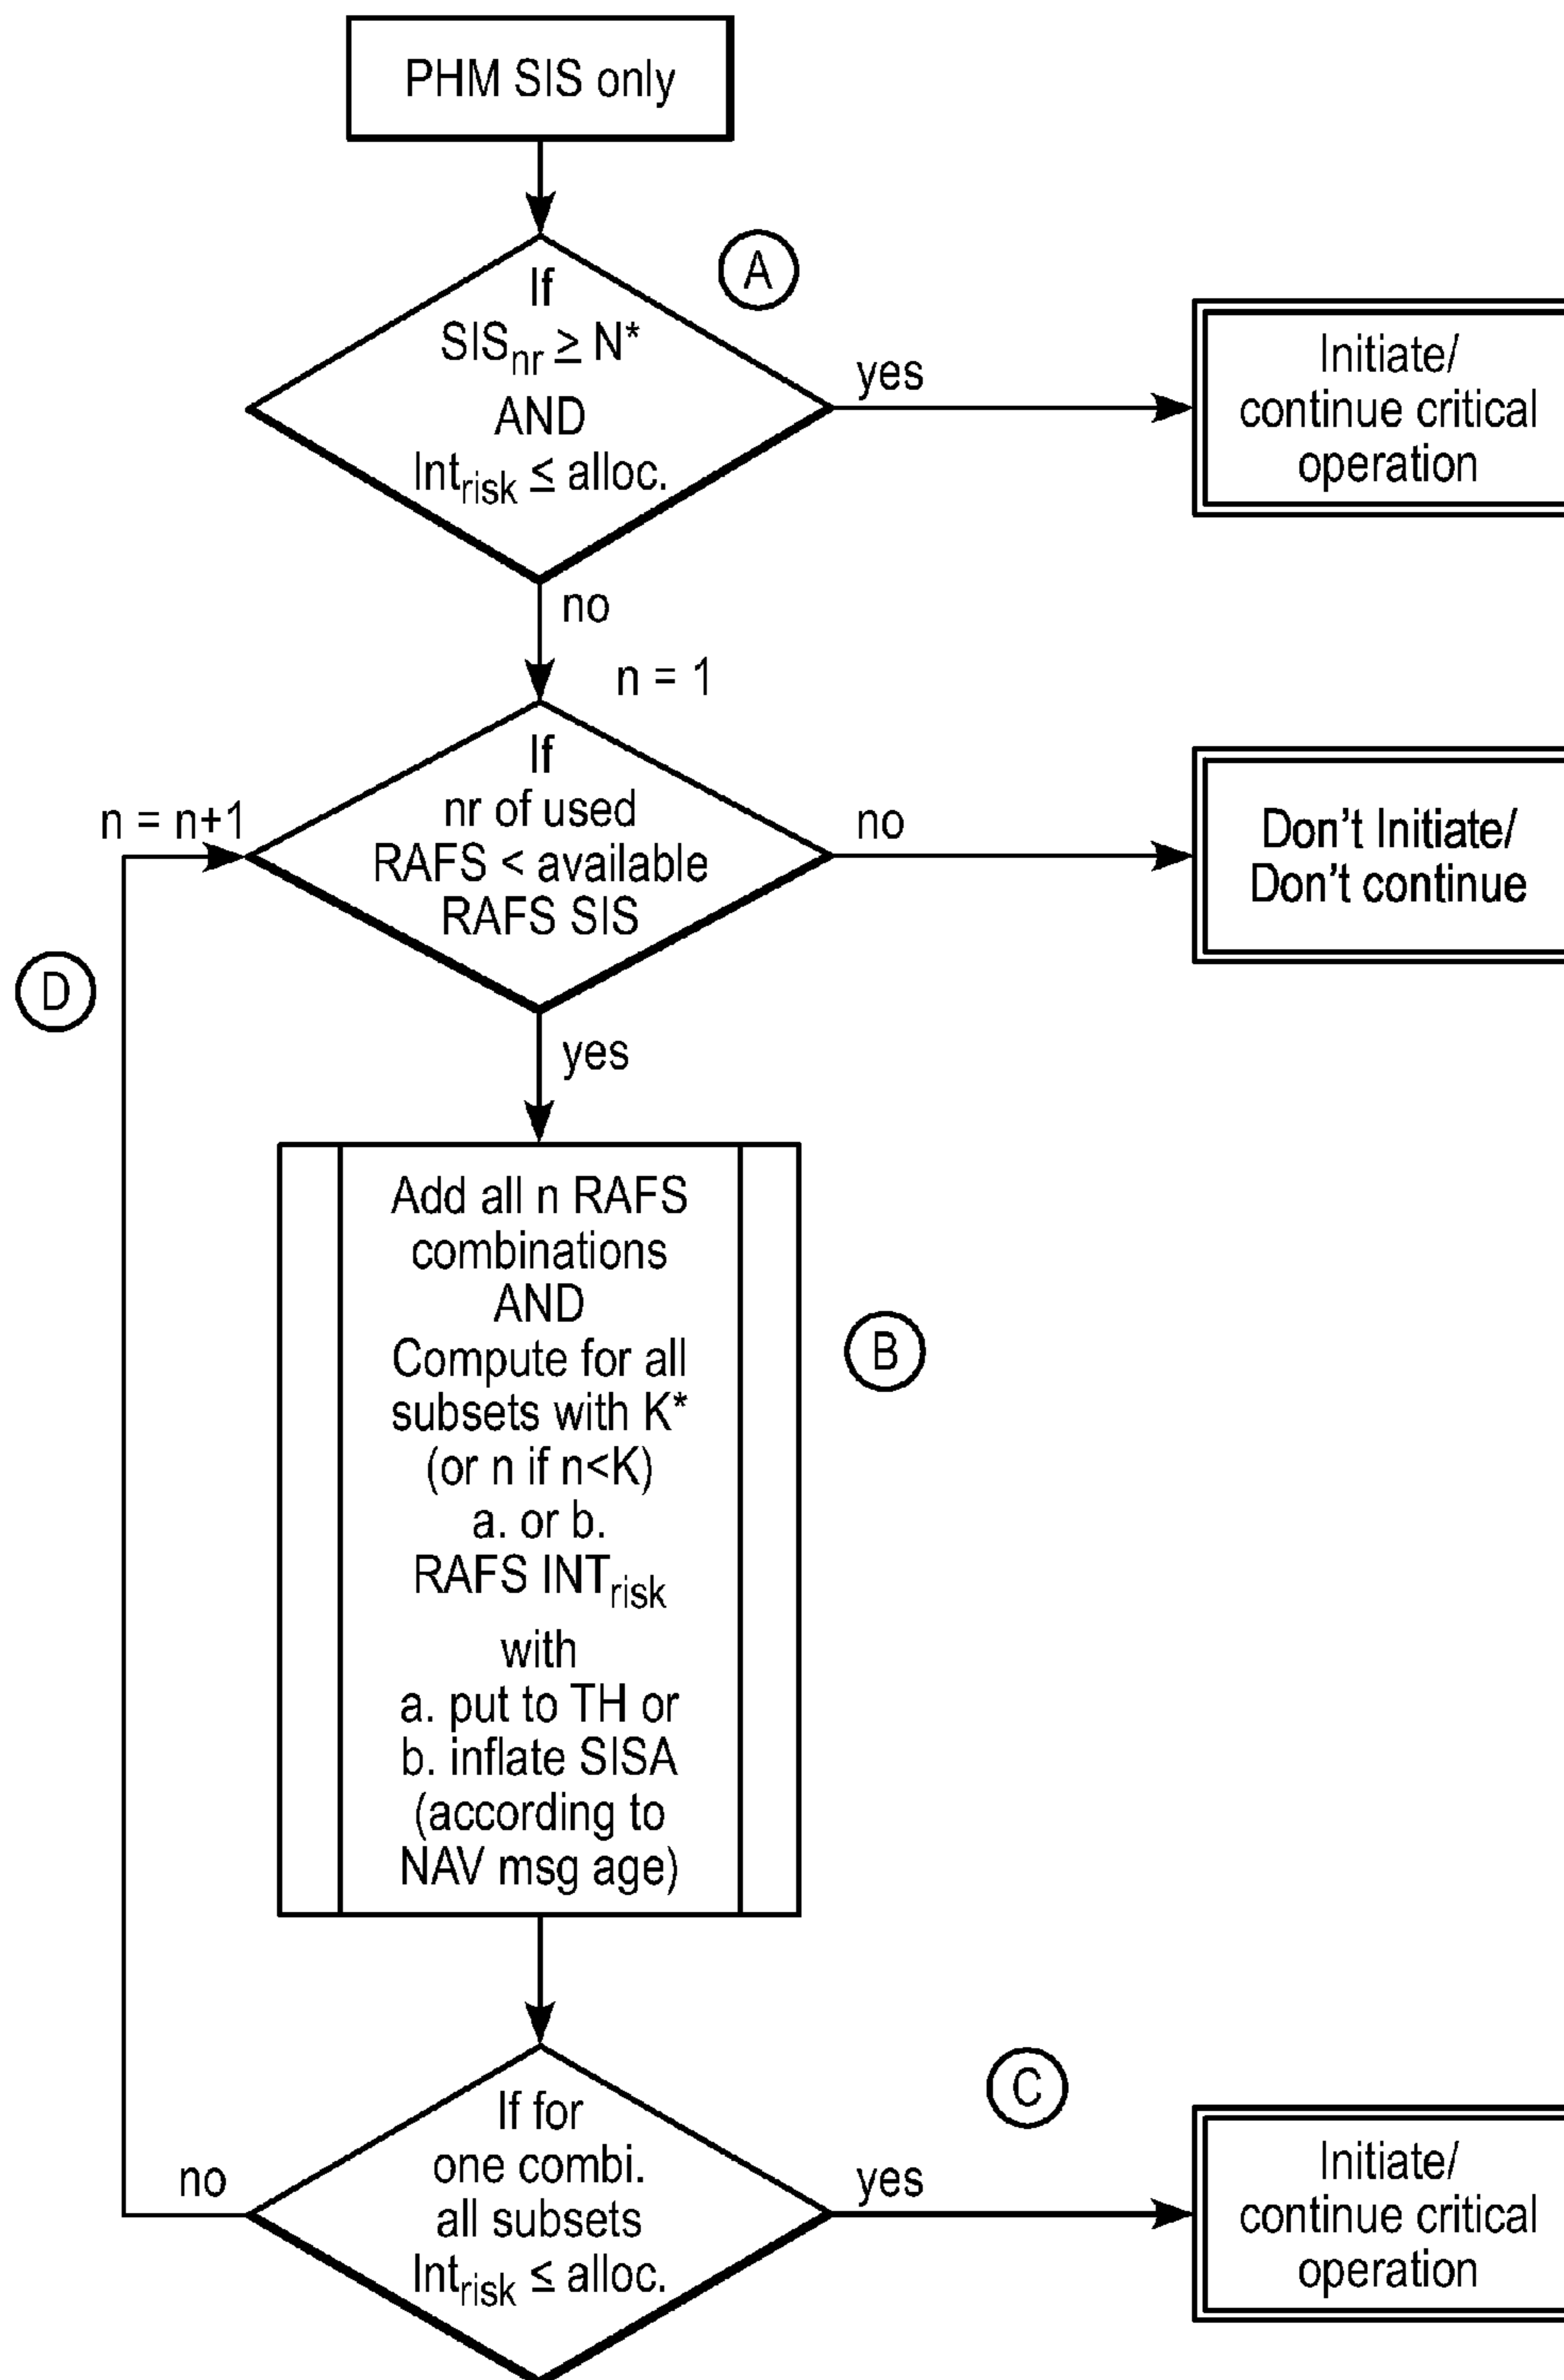 PHM SIS only
A
If
SISnr ≥ N*
AND
Intrisk ≤ alloc.
yes
Initiate/
continue critical
operation
no
n = 1
If
nr of used
RAFS < available
RAFS SIS
n = n+1
no
Don't Initiate/
Don't continue
D
yes
Add all n RAFS
combinations
AND
Compute for all
subsets with K*
(or n if n<K)
a. or b.
RAFS INTrisk
with
a. put to TH or
b. inflate SISA
(according to
NAV msg age)
B
C
If for
one combi.
all subsets
Intrisk ≤ alloc.
no
yes
Initiate/
continue critical
operation